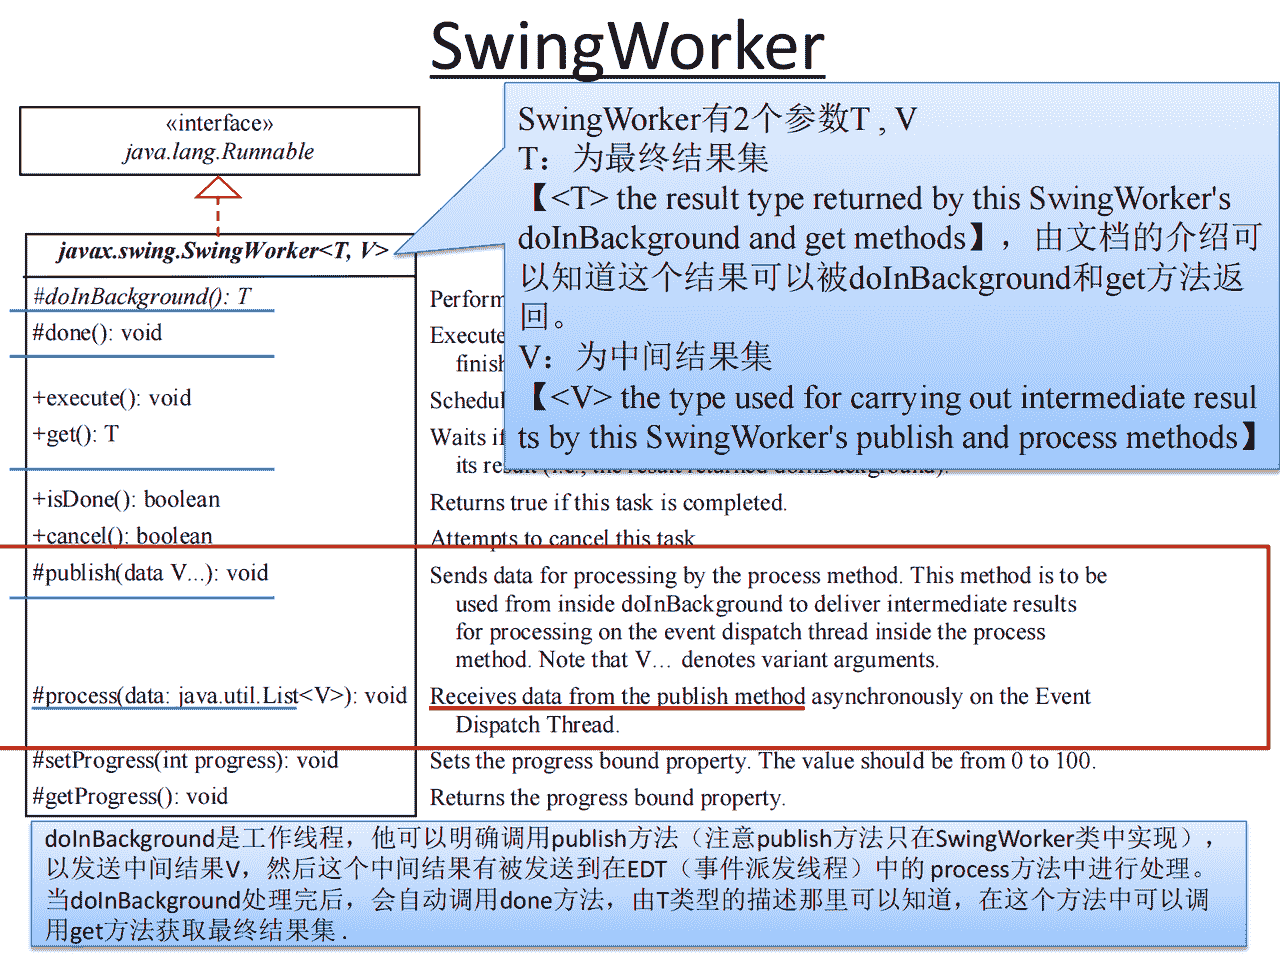 SwingWorker
«interface»
java.lang.Runnable
SwingWorker有2个参数T , V
T：为最终结果集
【<T> the result type returned by this SwingWorker's
doInBackground and get methods】，由文档的介绍可
以知道这个结果可以被doInBackground和get方法返
回。
V：为中间结果集
【<V> the type used for carrying out intermediate resul
ts by this SwingWorker's publish and process methods】
javax.swing.SwingWorker<T, V>
#doInBackground(): T
Perform
#done(): void
Execute
finish
+execute(): void
Schedul
+get(): T
Waits if
its result (i.e., the result returned doInBackground).
+isDone(): boolean
Returns true if this task is completed.
+cancel(): boolean
Attempts to cancel this task
#publish(data V...): void
Sends data for processing by the process method. This method is to be
used from inside doInBackground to deliver intermediate results
for processing on the event dispatch thread inside the process
method. Note that V… denotes variant arguments.
#process(data: java.util.List<V>): void
Receives data from the publish method asynchronously on the Event
Dispatch Thread.
#setProgress(int progress): void
Sets the progress bound property. The value should be from 0 to 100.
#getProgress(): void
Returns the progress bound property.
doInBackground是工作线程，他可以明确调用publish方法（注意publish方法只在SwingWorker类中实现），
以发送中间结果V，然后这个中间结果有被发送到在EDT（事件派发线程）中的 process方法中进行处理。
当doInBackground处理完后，会自动调用done方法，由T类型的描述那里可以知道，在这个方法中可以调
用get方法获取最终结果集 .